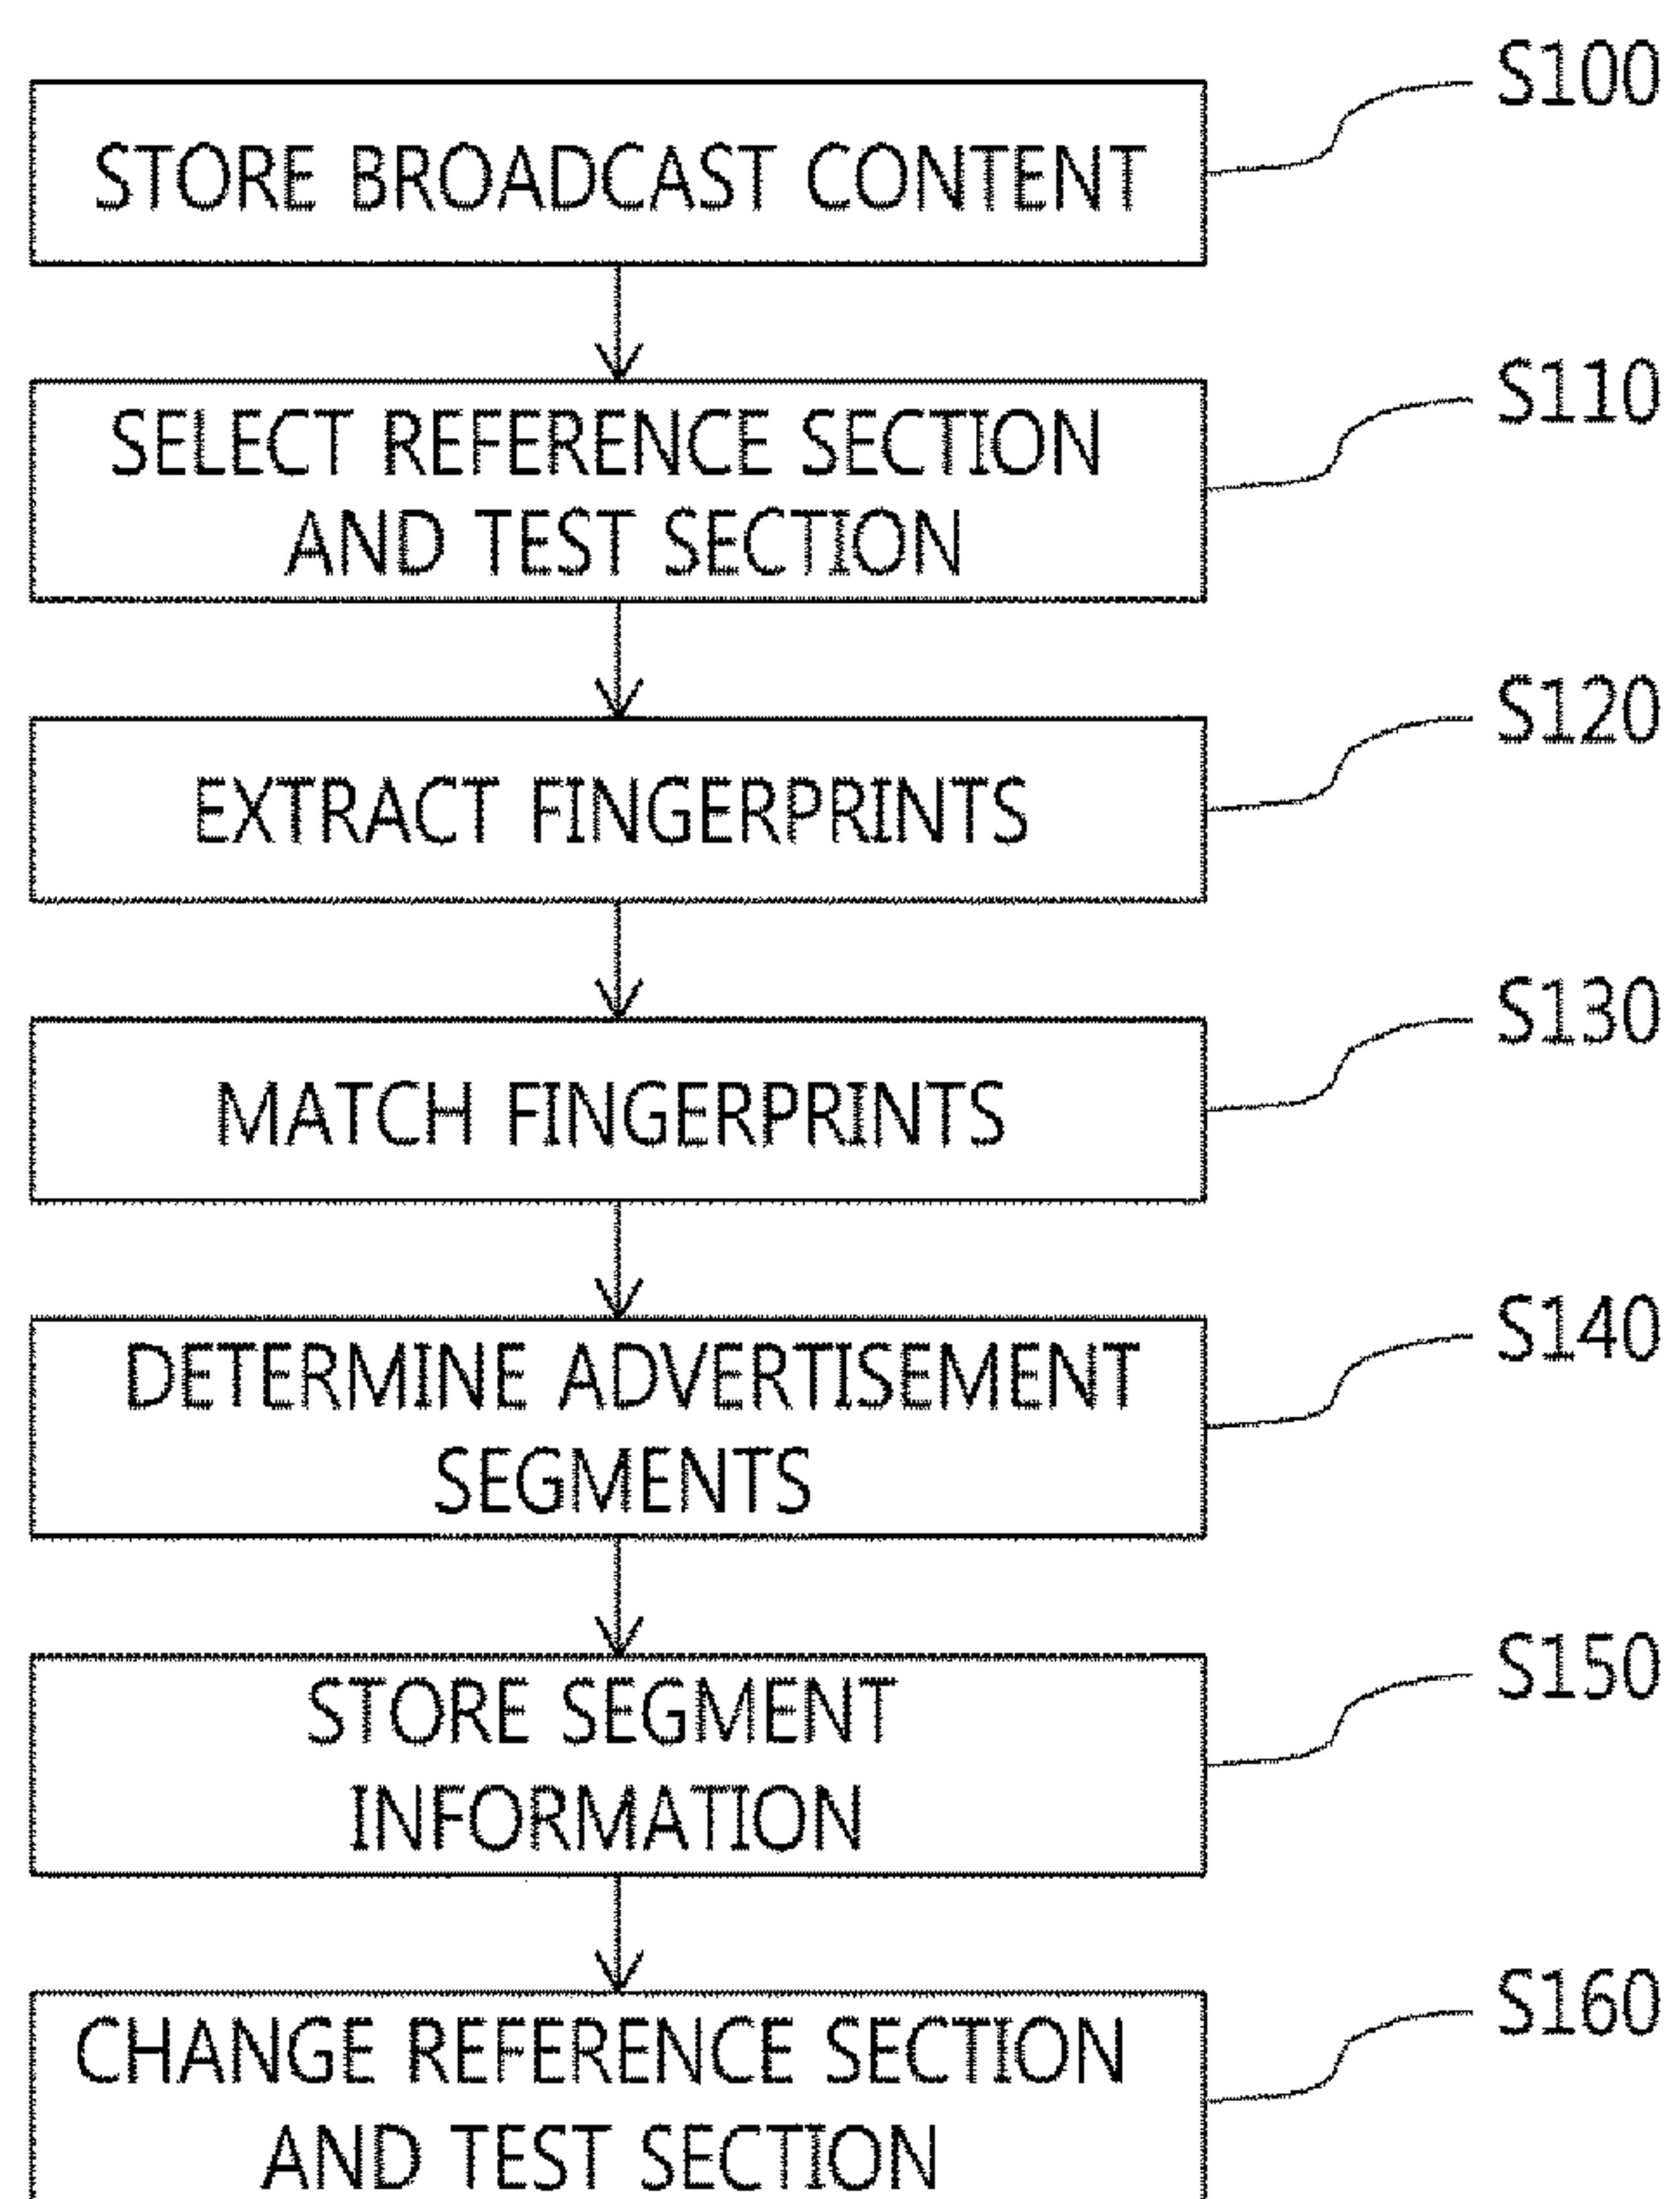 S100
STORE BROADCAST CONTENT
S110
SELECT REFERENCE SECTION
AND TEST SECTION
S120
EXTRACT FINGERPRINTS
S130
MATCH FINGERPRINTS
S140
DETERMINE ADVERTISEMENT
SEGMENTS
S150
STORE SEGMENT
INFORMATION
S160
CHANGE REFERENCE SECTION
AND TEST SECTION